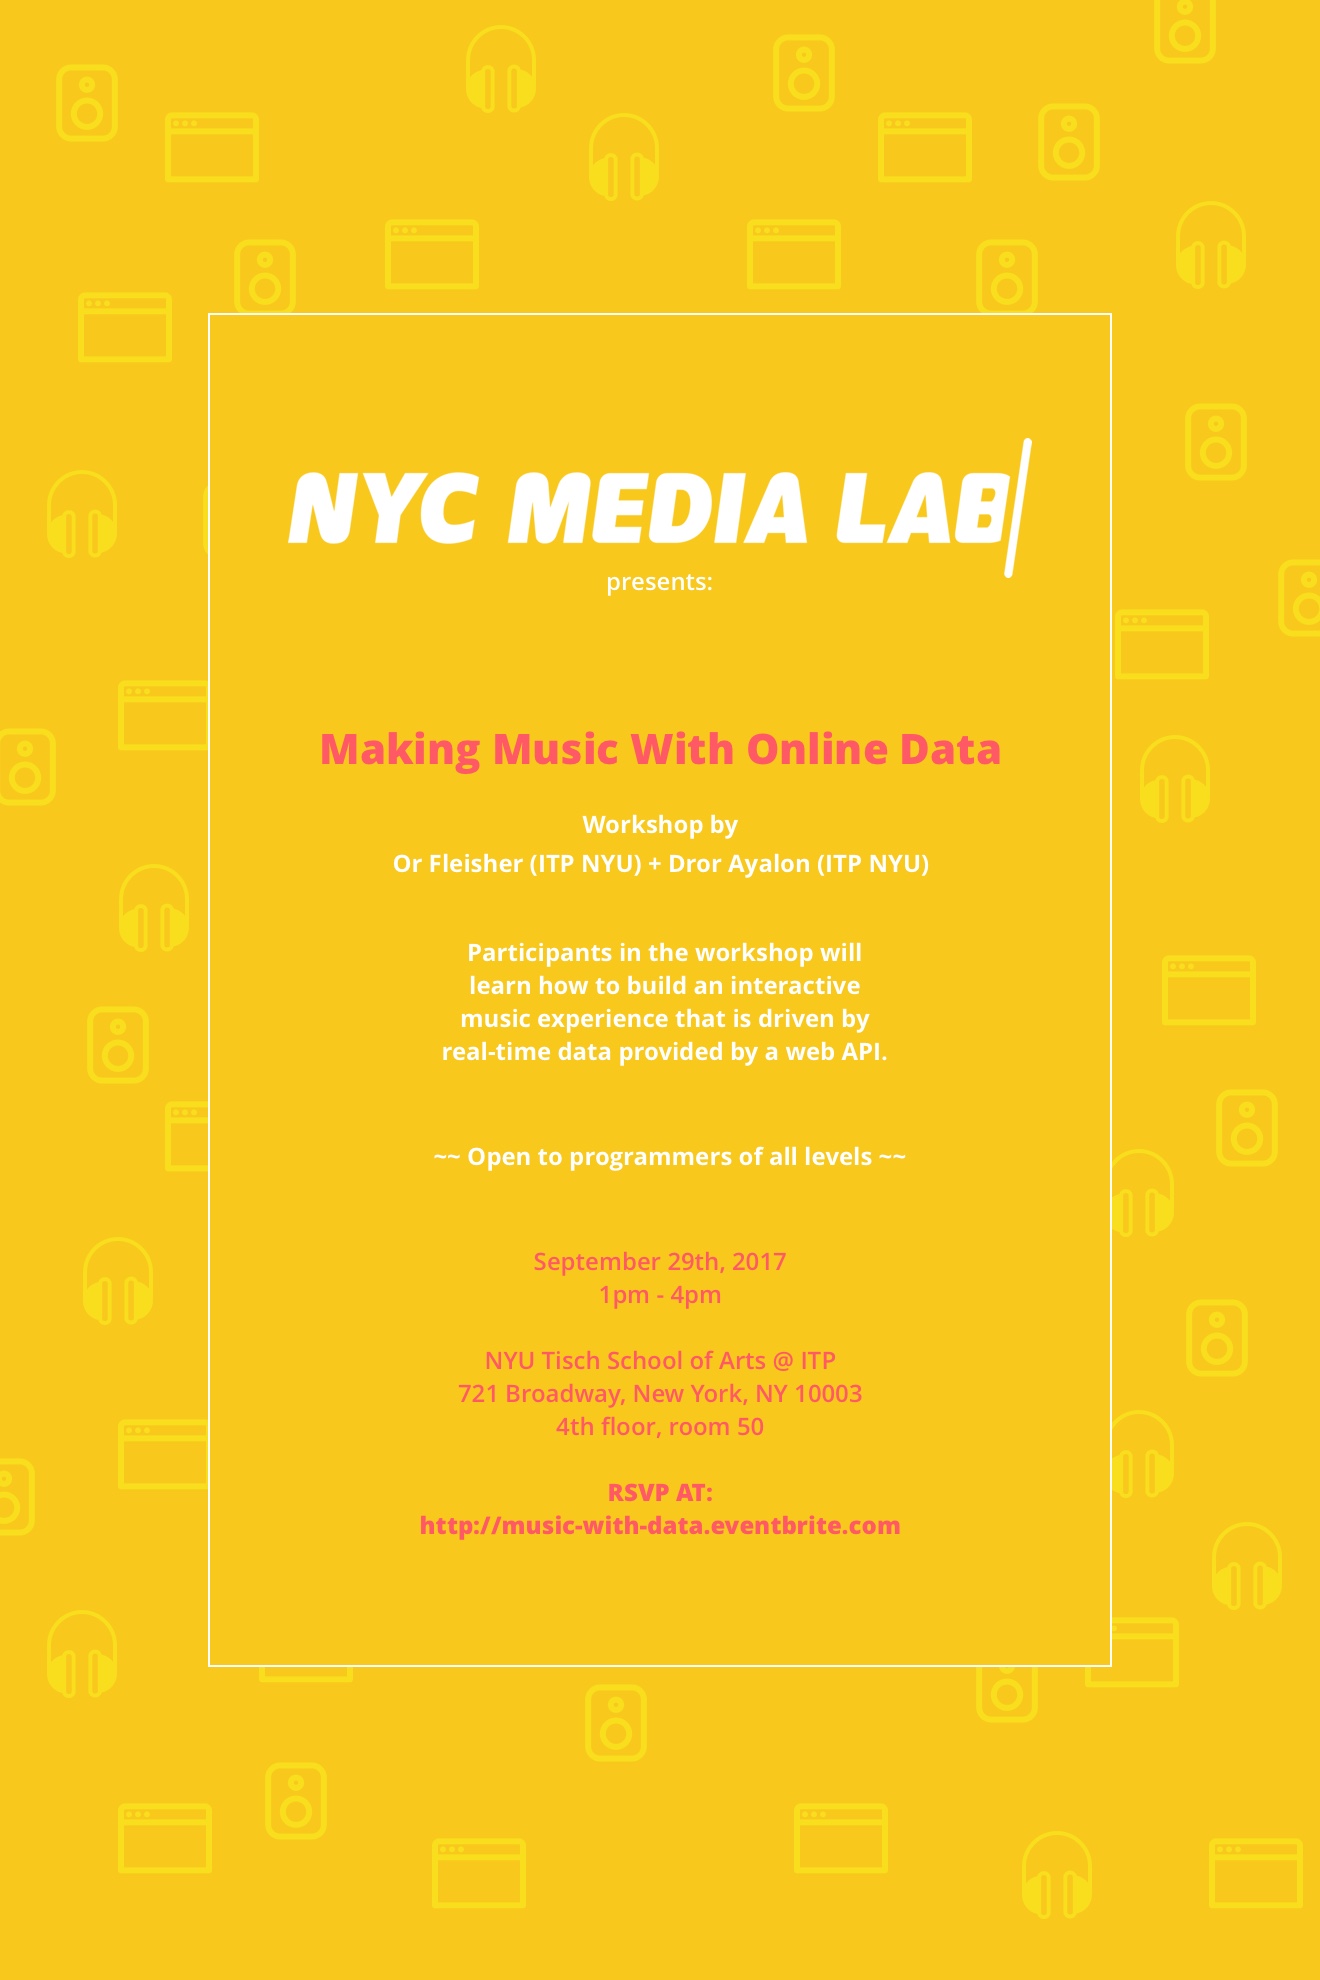 NYC MEDIA LAB
presents:
Making Music With Online Data
Workshop by
Or Fleisher (ITP NYU) + Dror Ayalon (ITP NYU)
Participants in the workshop will
learn how to build an interactive
music experience that is driven by
real-time data provided by a web API.
~~ Open to programmers of all levels ~~
September 29th, 2017
1pm - 4pm
NYU Tisch School of Arts @ ITP
721 Broadway, New York, NY 10003
4th floor, room 50
RSVP AT:
http://music-with-data.eventbrite.com